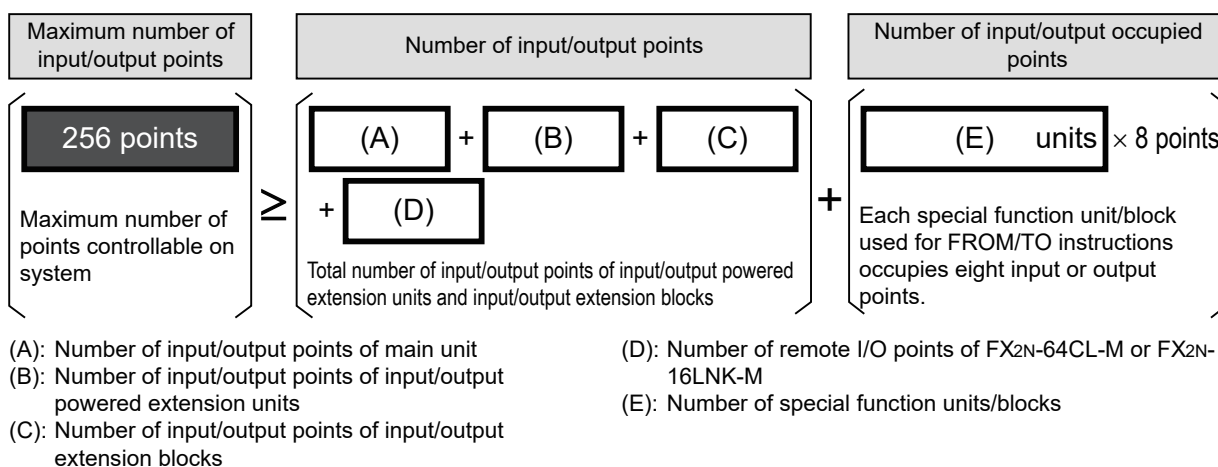 Maximum number of
input/output points
Number of input/output points
Number of input/output occupied
points
256 points
Maximum number of
points controllable on
system
≥
(A) + (B) + (C)
+ (D)
Total number of input/output points of input/output powered
extension units and input/output extension blocks
+
(E) units × 8 points
Each special function unit/block
used for FROM/TO instructions
occupies eight input or output
points.
(A): Number of input/output points of main unit
(B): Number of input/output points of input/output
powered extension units
(C): Number of input/output points of input/output
extension blocks
(D): Number of remote I/O points of FX2N-64CL-M or FX2N-
16LNK-M
(E): Number of special function units/blocks